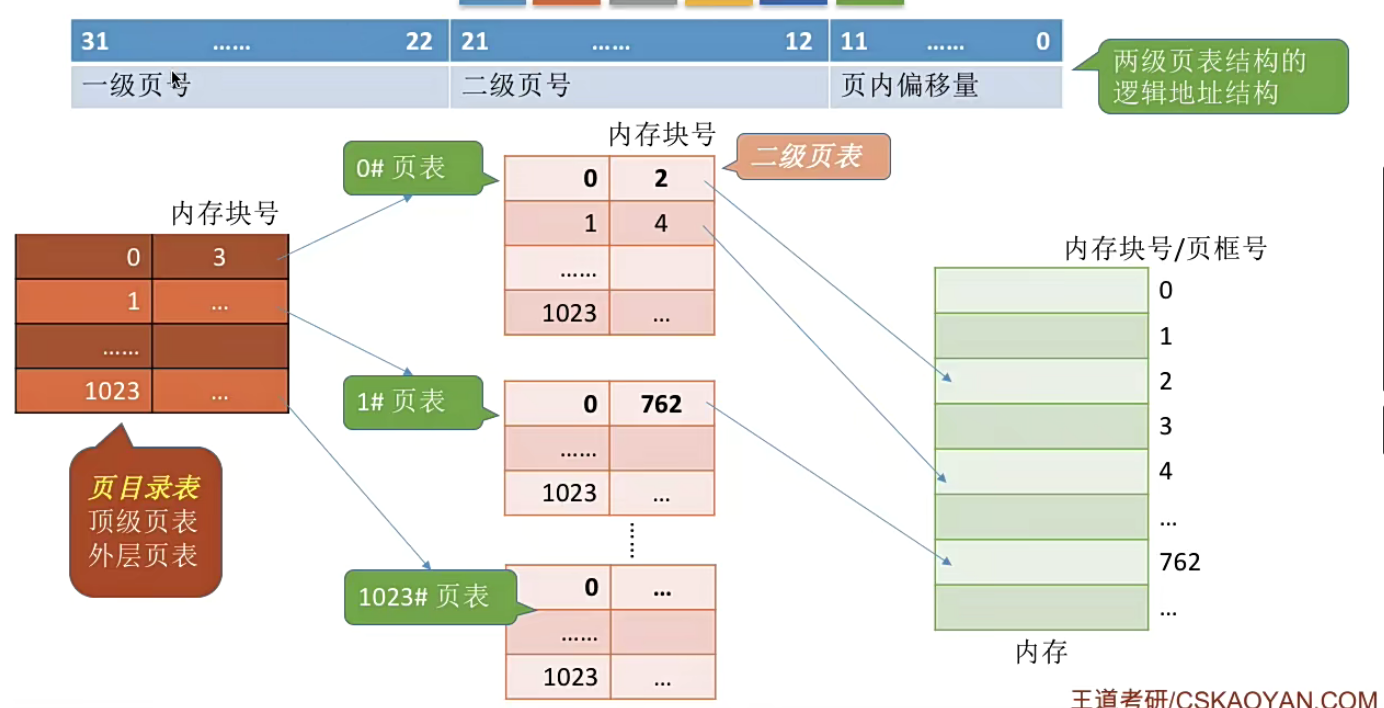 31 …… 22 21 …… 12 11 …… 0
一级页号 二级页号 页内偏移量
两级页表结构的
逻辑地址结构
内存块号
0 3
1 ...
……
1023 ...
页目录表
顶级页表
外层页表
内存块号
二级页表
0# 页表
0 2
1 4
……
1023 ...
1# 页表
0 762
……
1023 ...
……
1023# 页表
0 ...
……
1023 ...
内存块号/页框号
0
1
2
3
4
...
762
...
内存
王道考研/CSKAOYAN.COM